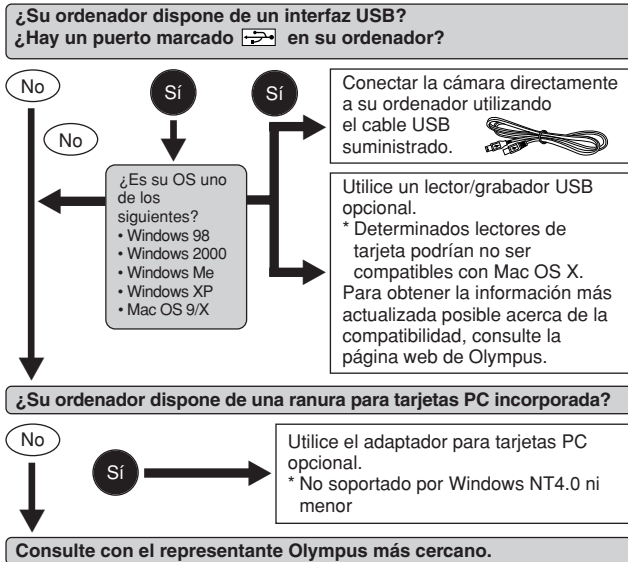 ¿Su ordenador dispone de un interfaz USB?
¿Hay un puerto marcado en su ordenador?
No
Sí
Sí
No
Conectar la cámara directamente
a su ordenador utilizando
el cable USB
suministrado.
¿Es su OS uno
de los
siguientes?
• Windows 98
• Windows 2000
• Windows Me
• Windows XP
• Mac OS 9/X
Utilice un lector/grabador USB
opcional.
* Determinados lectores de
tarjeta podrían no ser
compatibles con Mac OS X.
Para obtener la información más
actualizada posible acerca de la
compatibilidad, consulte la
página web de Olympus.
¿Su ordenador dispone de una ranura para tarjetas PC incorporada?
No
Sí
Utilice el adaptador para tarjetas PC
opcional.
* No soportado por Windows NT4.0 ni
menor
Consulte con el representante Olympus más cercano.